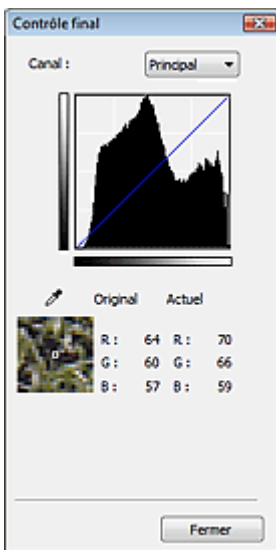 Contrôle final
Canal : Principal
Original Actuel
R : 64 R : 70
G : 60 G : 66
B : 57 B : 59
Fermer